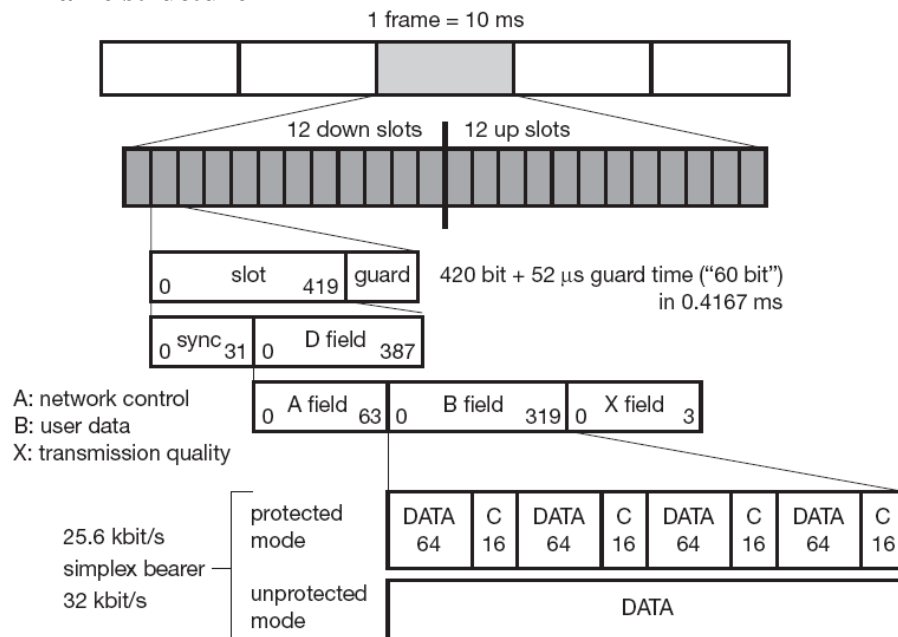 1 frame = 10 ms
12 down slots 12 up slots
0 slot 419 guard
420 bit + 52 μs guard time (“60 bit”)
in 0.4167 ms
0 sync 31 0 D field 387
A: network control
B: user data
X: transmission quality
0 A field 63 0 B field 319 0 X field 3
25.6 kbit/s
simplex bearer
32 kbit/s
protected
mode
DATA C DATA C DATA C DATA C
64 16 64 16 64 16 64 16
unprotected
mode
DATA